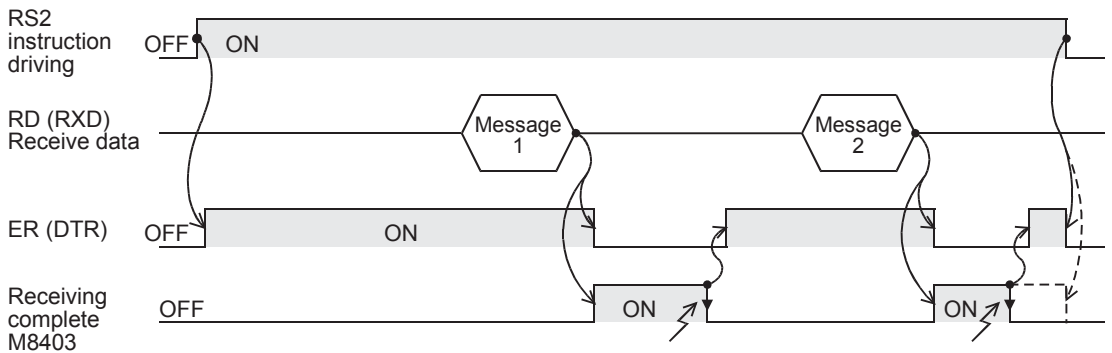 RS2
instruction
driving
OFF
ON
RD (RXD)
Receive data
Message
1
Message
2
ER (DTR)
OFF
ON
Receiving
complete
M8403
OFF
ON
ON